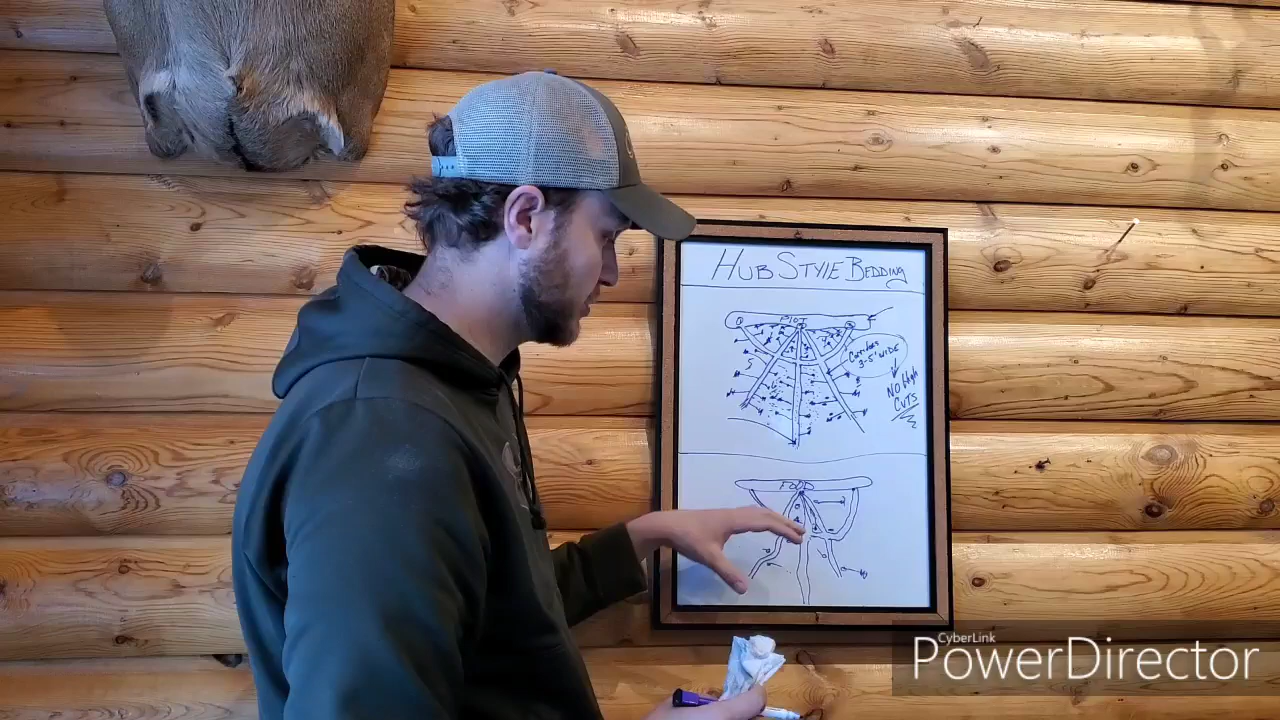 HUB STYLE BEDDING
PLOT
Corridors
3-5' WIDE
NO High
CUTS
FOOD
CyberLink
PowerDirector